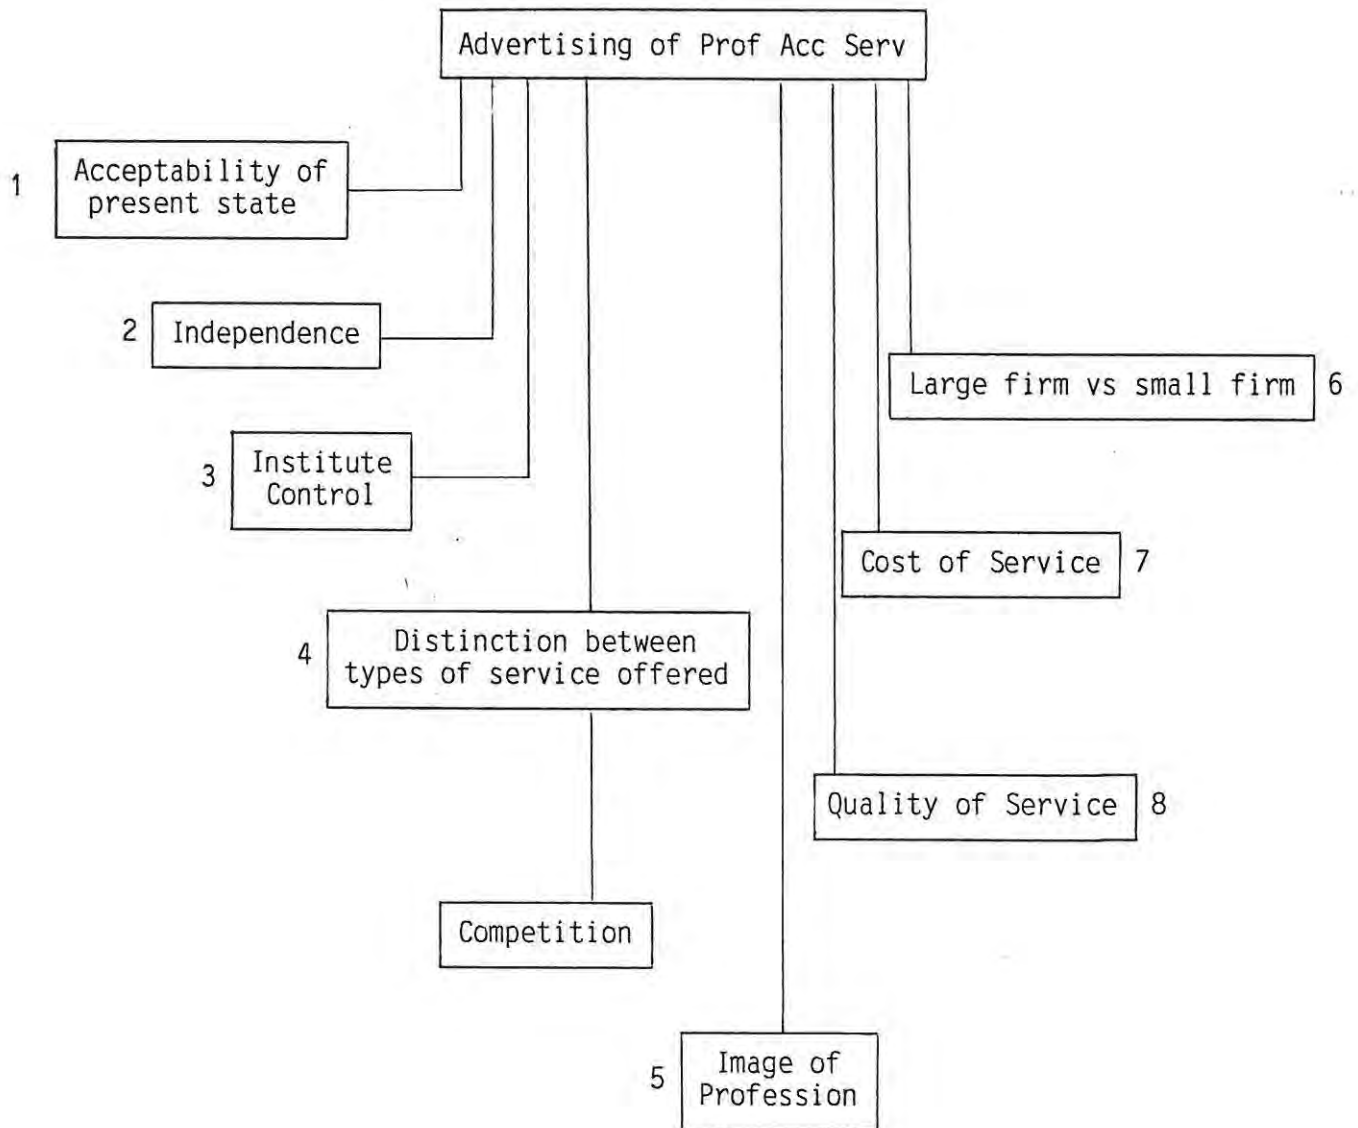 Advertising of Prof Acc Serv
1
Acceptability of
present state
2
Independence
3
Institute
Control
4
Distinction between
types of service offered
Competition
5
Image of
Profession
Large firm vs small firm
6
Cost of Service
7
Quality of Service
8